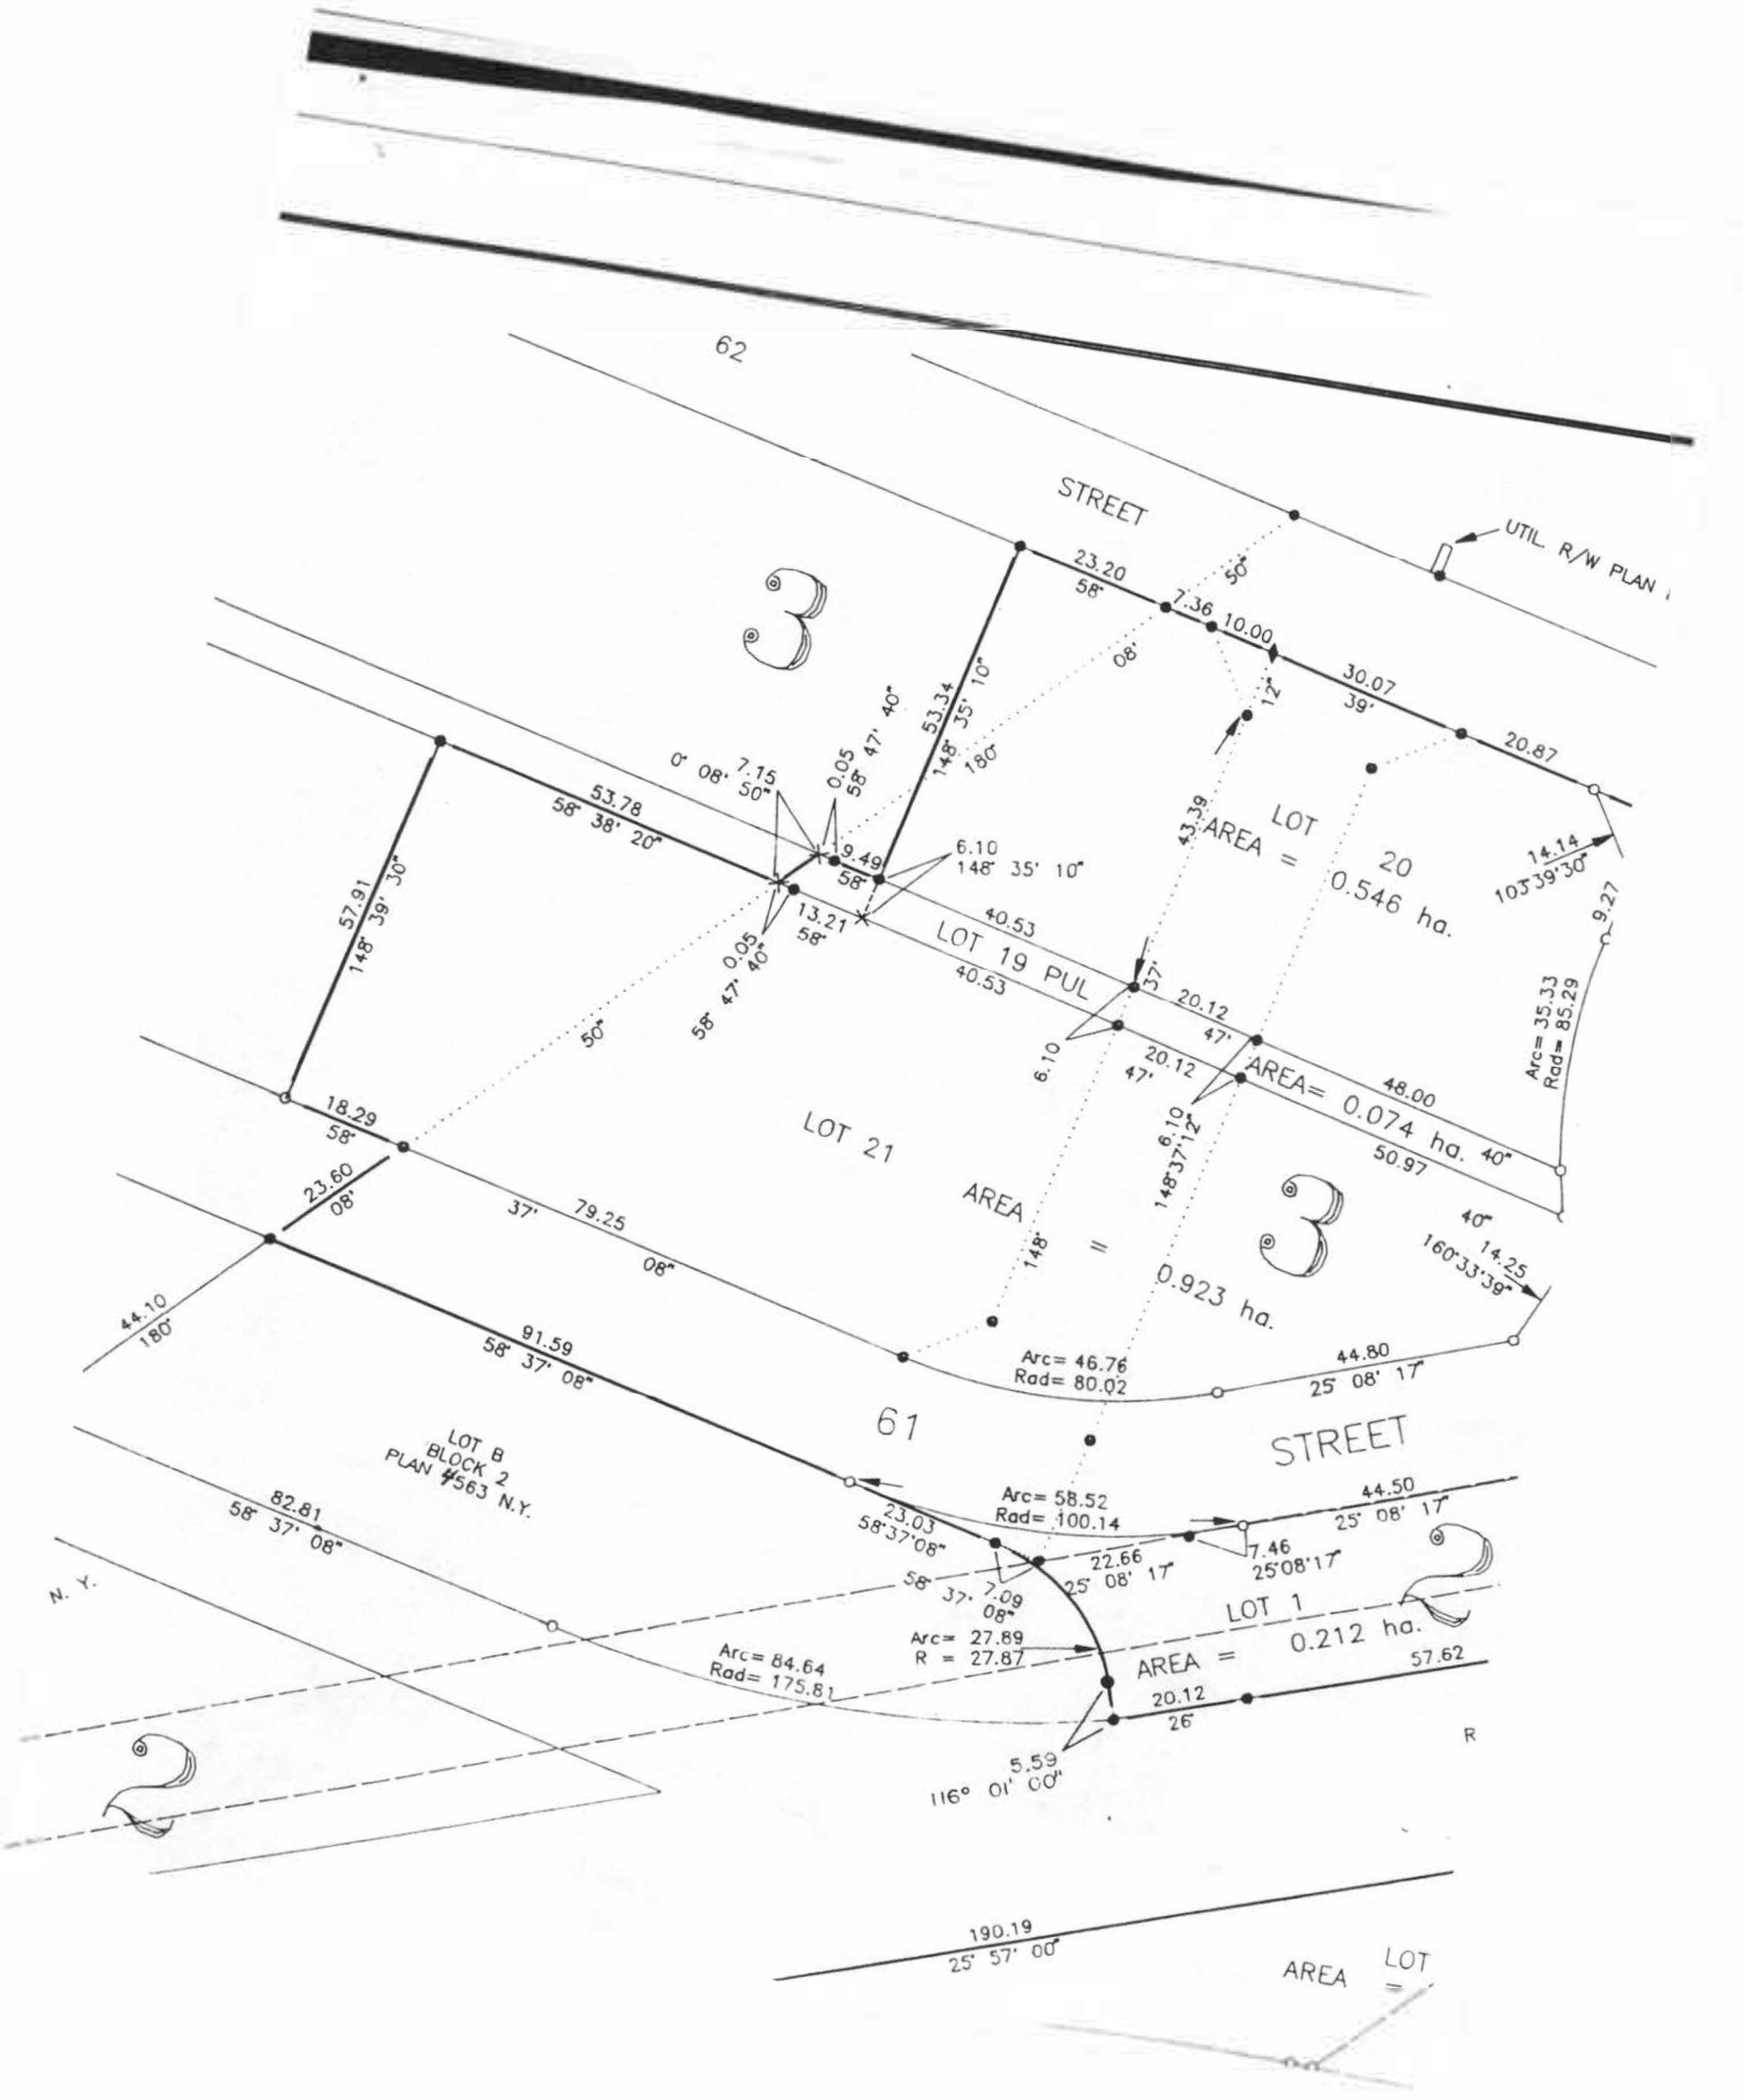 62
STREET
UTIL. R/W PLAN
23.20
58°
50"
7.36
10.00
08'
12"
30.07
39'
20.87
3
53.34
148° 35' 10"
180°
0.05
58° 47' 40"
7.15
0° 08' 50"
53.78
58° 38' 20"
9.49
58°
6.10
148° 35' 10"
43.39
LOT 20
AREA = 0.546 ha.
14.14
103°39'30"
9.27
57.91
148° 39' 30"
13.21
58°
0.05
58° 47' 40"
40.53
LOT 19 PUL
40.53
37'
20.12
47'
Arc= 35.33
Rad= 85.29
50"
6.10
20.12
47'
AREA= 0.074 ha.
48.00
40"
50.97
6.10
148°37'12"
18.29
58°
LOT 21
AREA = 0.923 ha.
148°
3
40"
14.25
160°33'39"
23.60
08'
37'
79.25
08"
44.10
180°
91.59
58° 37' 08"
Arc= 46.76
Rad= 80.02
44.80
25° 08' 17"
61
STREET
LOT B
BLOCK 2
PLAN 4563 N.Y.
82.81
58° 37' 08"
Arc= 58.52
Rad= 100.14
44.50
25° 08' 17"
23.03
58°37'08"
22.66
25° 08' 17"
7.46
25°08'17"
2
N. Y.
7.09
58° 37' 08"
LOT 1
AREA = 0.212 ha.
Arc= 27.89
R = 27.87
Arc= 84.64
Rad= 175.81
57.62
20.12
26°
R
2
5.59
116° 01' 00"
190.19
25° 57' 00"
LOT
AREA =